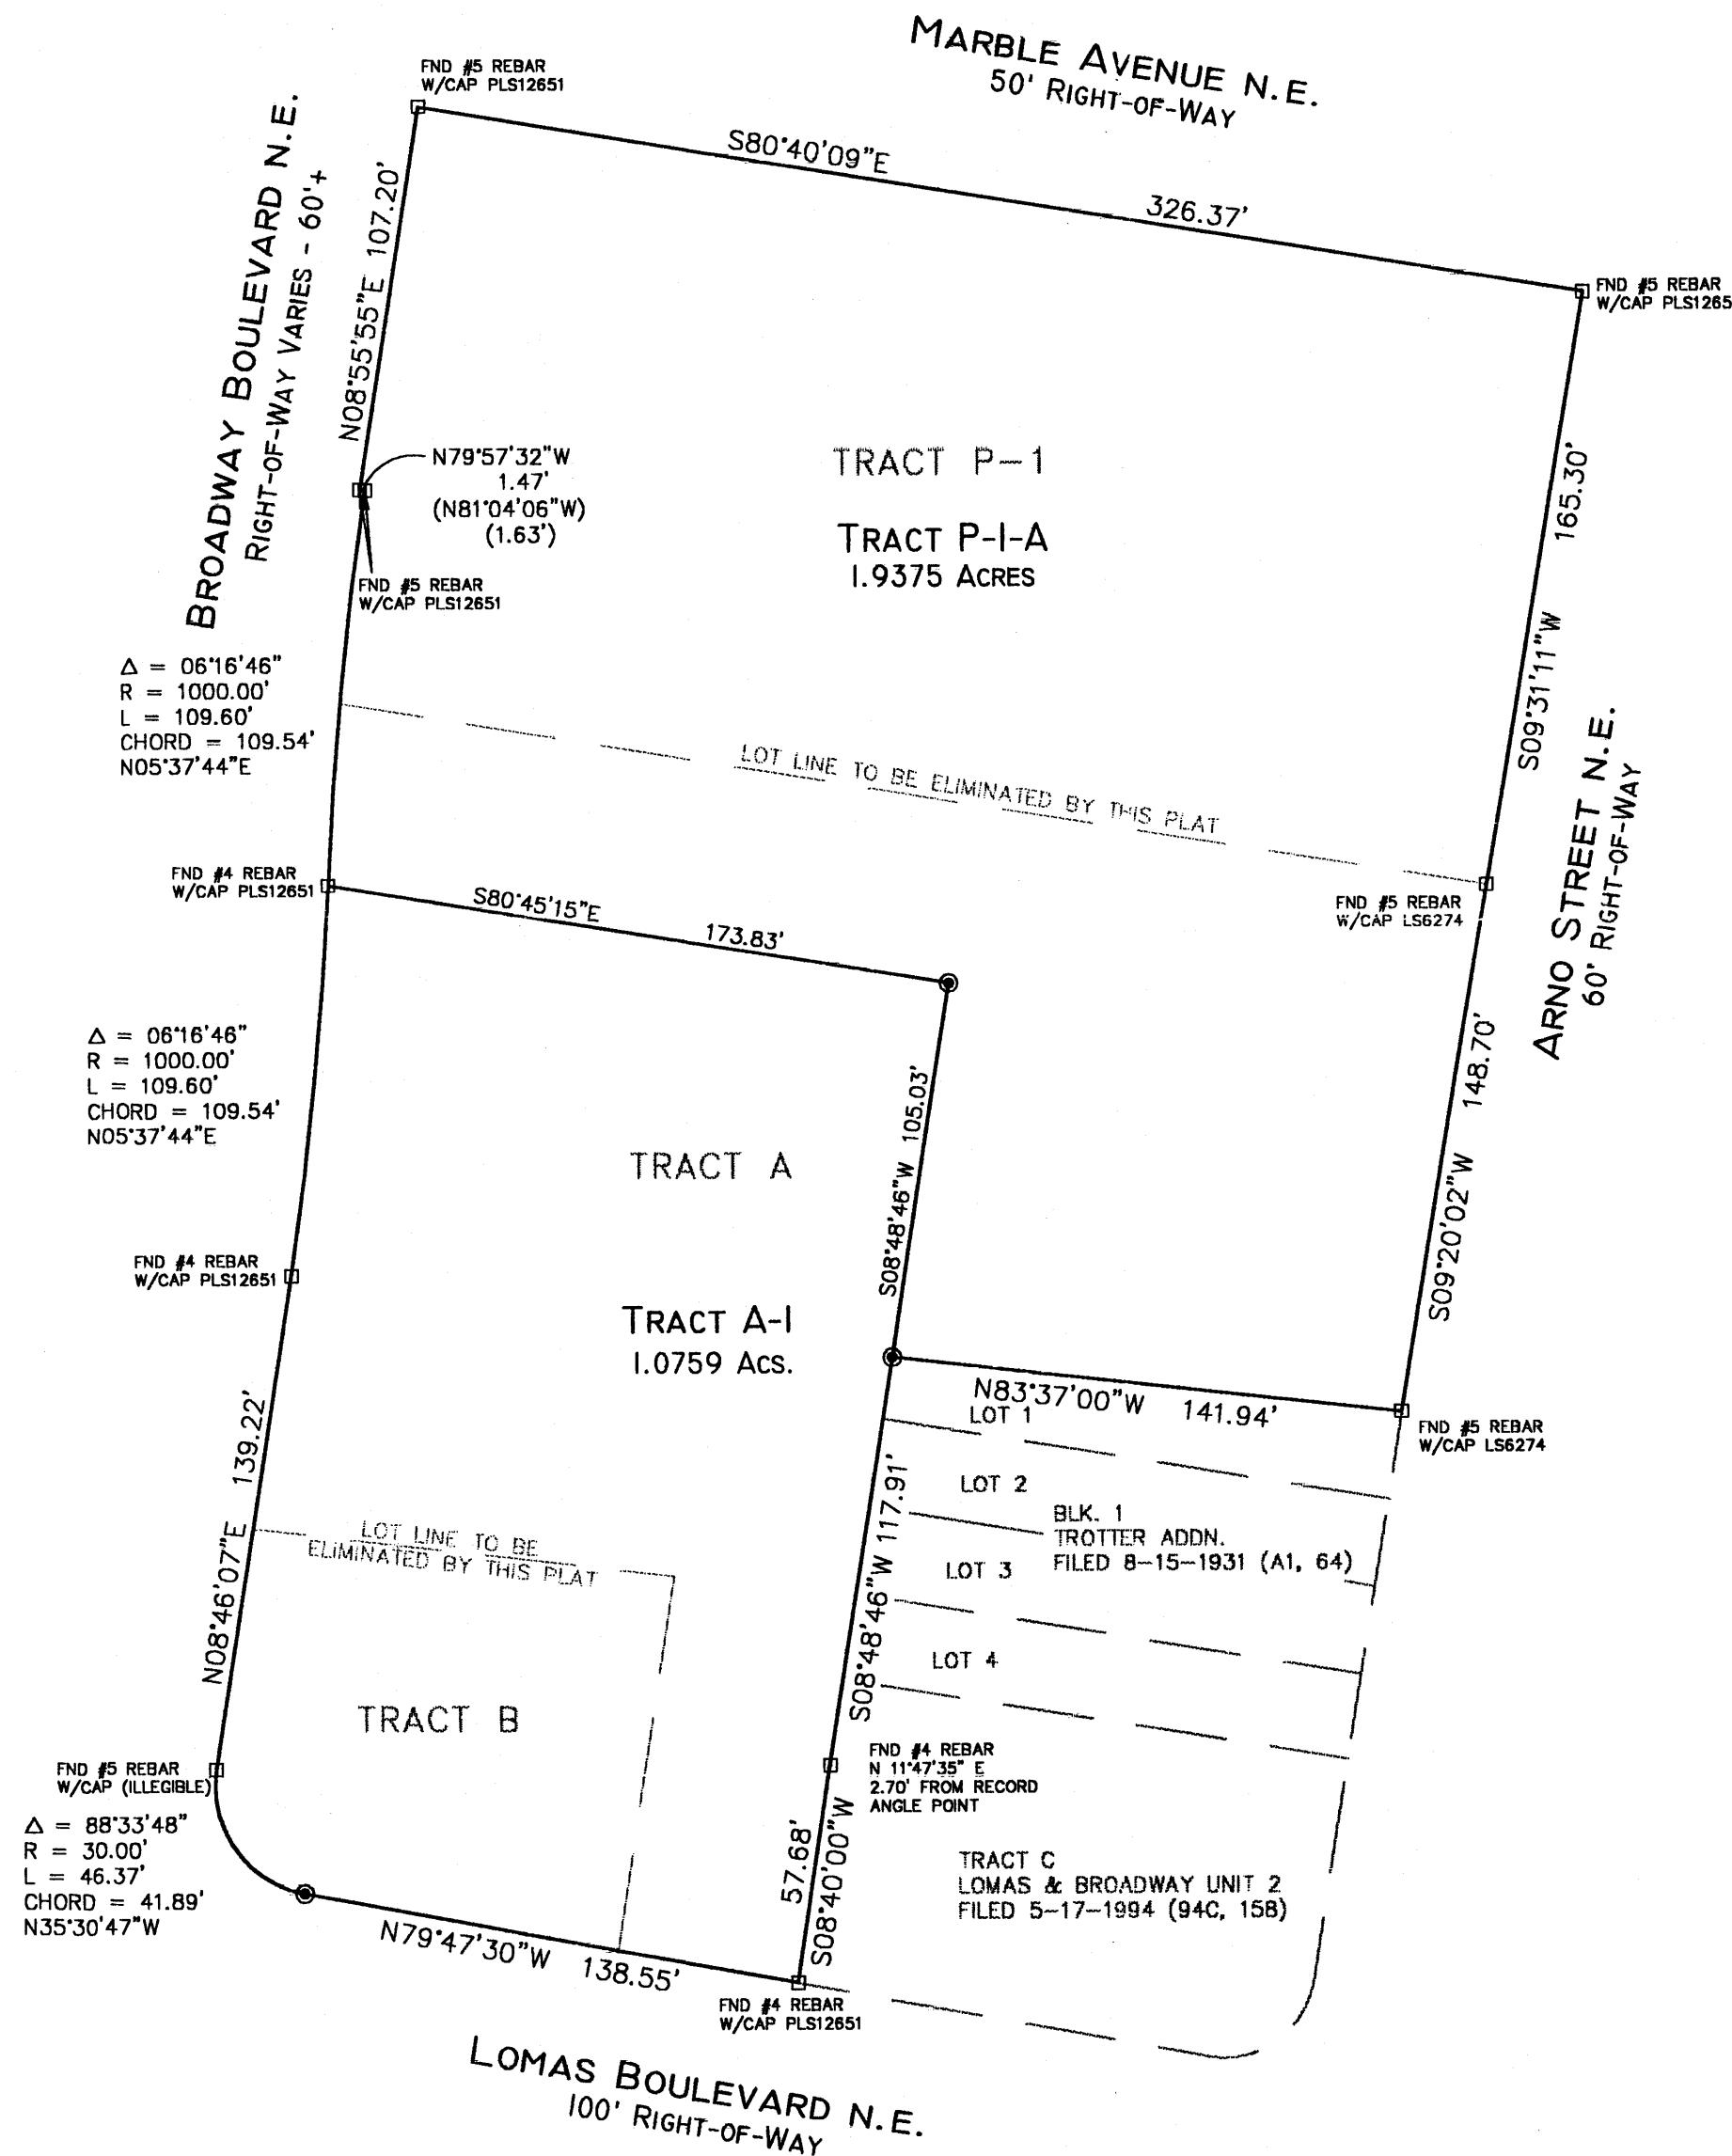 MARBLE AVENUE N.E.
50' RIGHT-OF-WAY
FND #5 REBAR
W/CAP PLS12651
S80°40'09"E
326.37'
BROADWAY BOULEVARD N.E.
RIGHT-OF-WAY VARIES - 60'+
N08°55'55"E 107.20'
FND #5 REBAR
W/CAP PLS1265
N79°57'32"W
1.47'
(N81°04'06"W)
(1.63')
FND #5 REBAR
W/CAP PLS12651
TRACT P-1
TRACT P-1-A
1.9375 ACRES
165.30'
S09°31'11"W
Δ = 06°16'46"
R = 1000.00'
L = 109.60'
CHORD = 109.54'
N05°37'44"E
LOT LINE TO BE ELIMINATED BY THIS PLAT
ARNO STREET N.E.
60' RIGHT-OF-WAY
FND #4 REBAR
W/CAP PLS12651
S80°45'15"E
173.83'
FND #5 REBAR
W/CAP LS6274
Δ = 06°16'46"
R = 1000.00'
L = 109.60'
CHORD = 109.54'
N05°37'44"E
S08°48'46"W 105.03'
S09°20'02"W 148.70'
TRACT A
FND #4 REBAR
W/CAP PLS12651
TRACT A-1
1.0759 ACS.
N83°37'00"W 141.94'
FND #5 REBAR
W/CAP LS6274
LOT 1
LOT 2
BLK. 1
TROTTER ADDN.
FILED 8-15-1931 (A1, 64)
LOT 3
LOT 4
N08°46'07"E 139.22'
S08°48'46"W 117.91'
LOT LINE TO BE
ELIMINATED BY THIS PLAT
TRACT B
FND #5 REBAR
W/CAP (ILLEGIBLE)
FND #4 REBAR
N 11°47'35" E
2.70' FROM RECORD
ANGLE POINT
Δ = 88°33'48"
R = 30.00'
L = 46.37'
CHORD = 41.89'
N35°30'47"W
57.68'
S08°40'00"W
TRACT C
LOMAS & BROADWAY UNIT 2
FILED 5-17-1994 (94C, 158)
N79°47'30"W 138.55'
FND #4 REBAR
W/CAP PLS12651
LOMAS BOULEVARD N.E.
100' RIGHT-OF-WAY